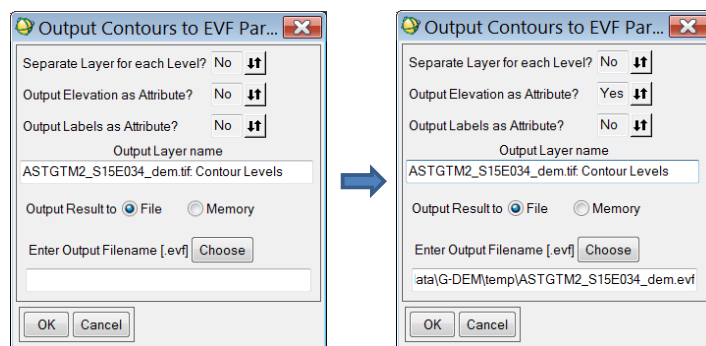 Output Contours to EVF Par...
Separate Layer for each Level? No
Output Elevation as Attribute? No
Output Labels as Attribute? No
Output Layer name
ASTGTM2_S15E034_dem.tif: Contour Levels
Output Result to File Memory
Enter Output Filename [.evf] Choose
OK Cancel
Output Contours to EVF Par...
Separate Layer for each Level? No
Output Elevation as Attribute? Yes
Output Labels as Attribute? No
Output Layer name
ASTGTM2_S15E034_dem.tif: Contour Levels
Output Result to File Memory
Enter Output Filename [.evf] Choose
ata\G-DEM\temp\ASTGTM2_S15E034_dem.evf
OK Cancel